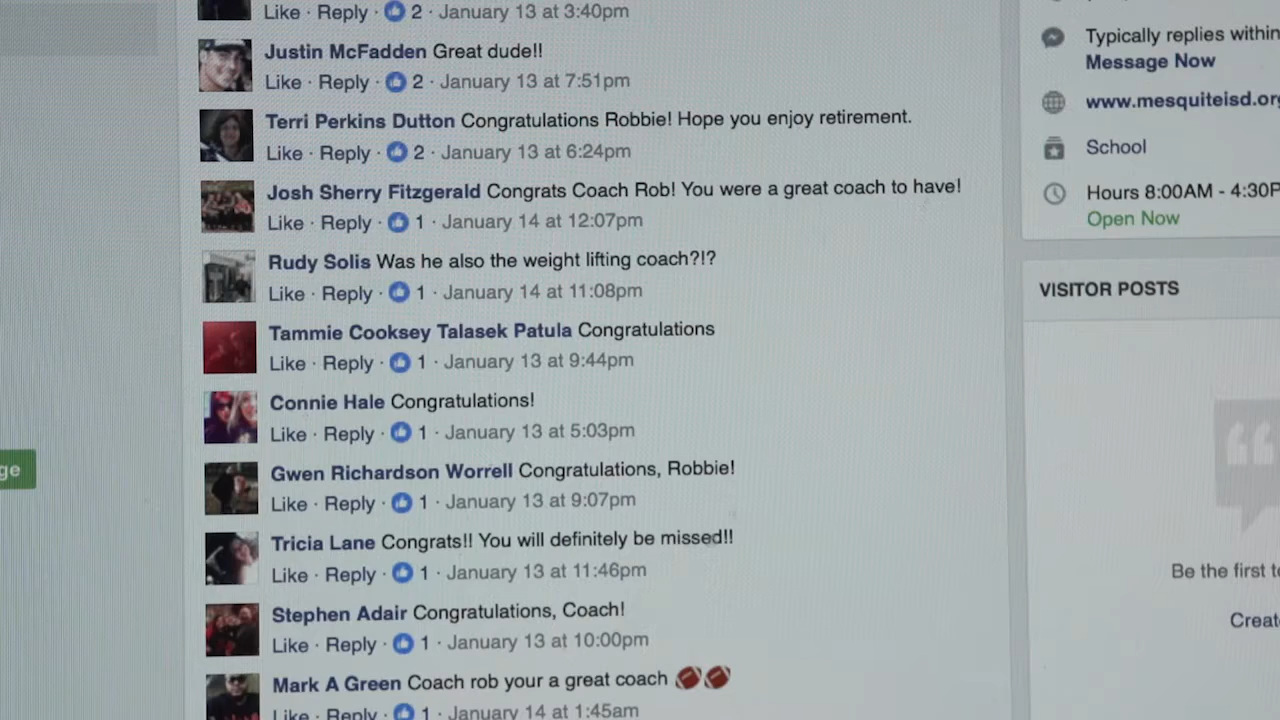 Like · Reply · 2 · January 13 at 3:40pm
Justin McFadden Great dude!!
Like · Reply · 2 · January 13 at 7:51pm
Terri Perkins Dutton Congratulations Robbie! Hope you enjoy retirement.
Like · Reply · 2 · January 13 at 6:24pm
Josh Sherry Fitzgerald Congrats Coach Rob! You were a great coach to have!
Like · Reply · 1 · January 14 at 12:07pm
Rudy Solis Was he also the weight lifting coach?!?
Like · Reply · 1 · January 14 at 11:08pm
Tammie Cooksey Talasek Patula Congratulations
Like · Reply · 1 · January 13 at 9:44pm
Connie Hale Congratulations!
Like · Reply · 1 · January 13 at 5:03pm
Gwen Richardson Worrell Congratulations, Robbie!
Like · Reply · 1 · January 13 at 9:07pm
Tricia Lane Congrats!! You will definitely be missed!!
Like · Reply · 1 · January 13 at 11:46pm
Stephen Adair Congratulations, Coach!
Like · Reply · 1 · January 13 at 10:00pm
Mark A Green Coach rob your a great coach 🏈🏈
Like · Reply · 1 · January 14 at 1:45am
ge
Typically replies within
Message Now
www.mesquiteisd.org
School
Hours 8:00AM - 4:30P
Open Now
VISITOR POSTS
Be the first to
Creat